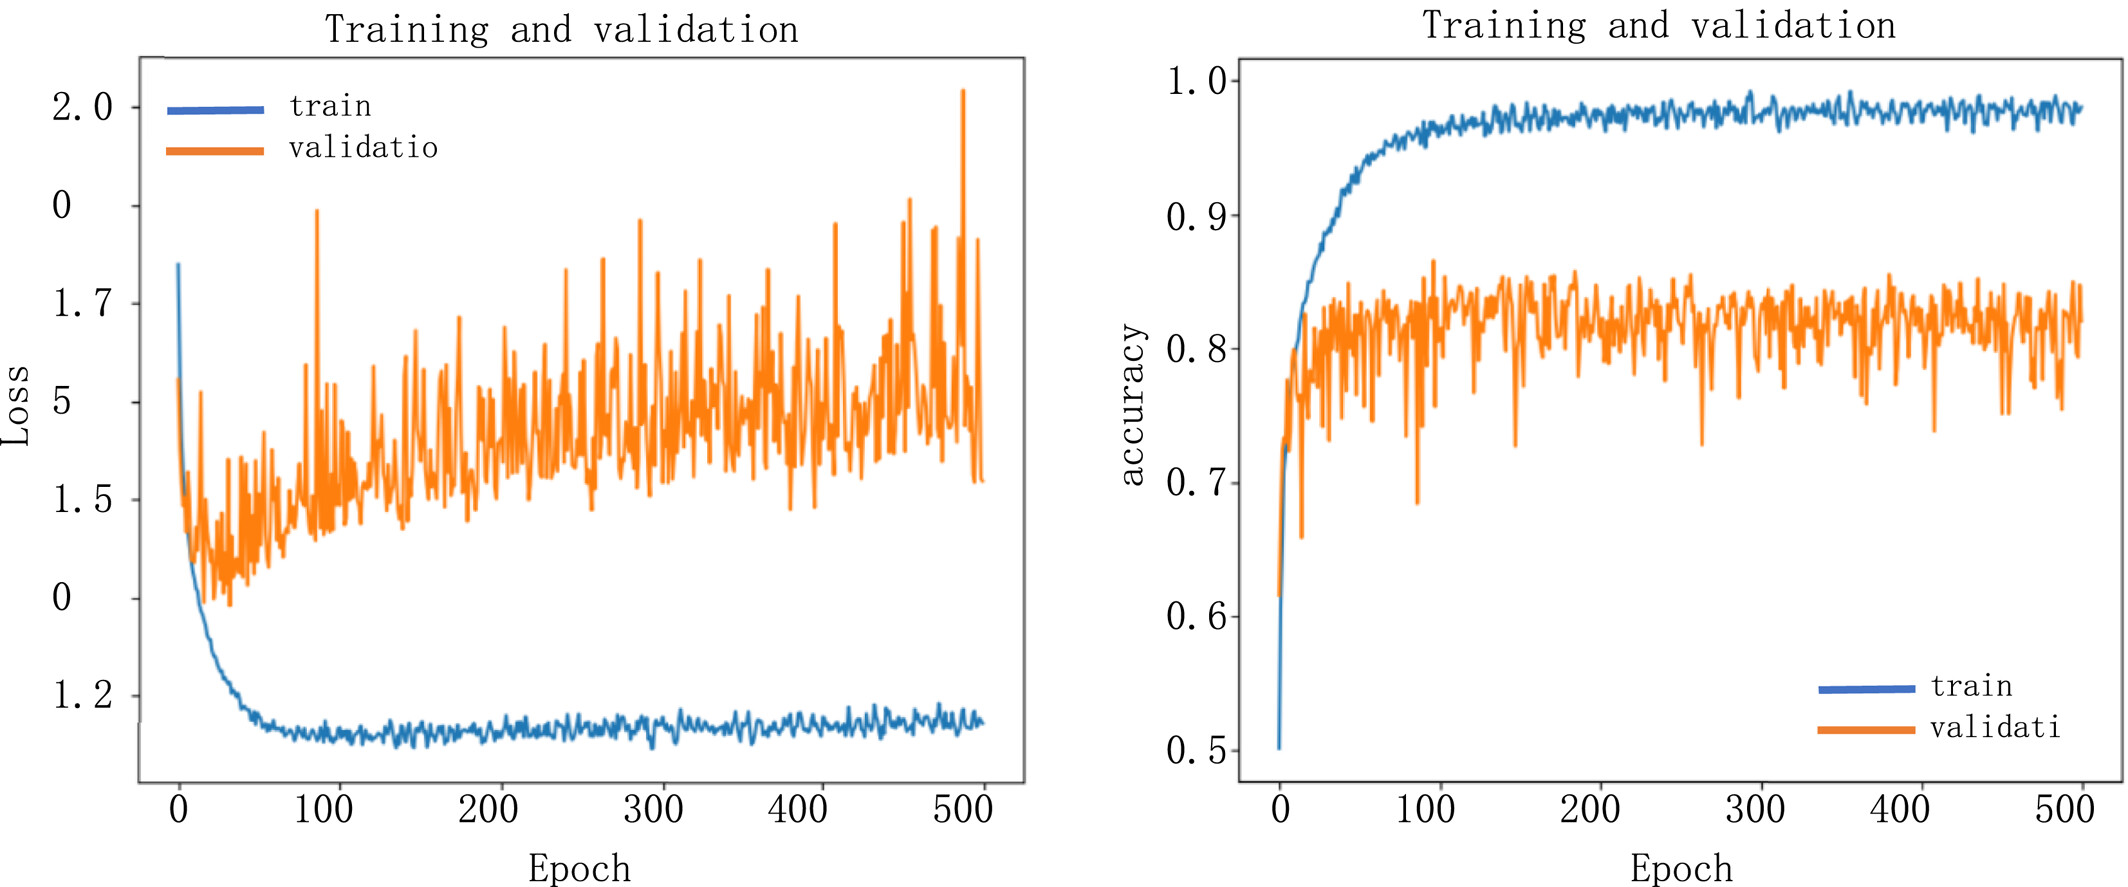 Training and validation
train
validatio
2.0
0
1.7
5
1.5
0
1.2
Loss
0 100 200 300 400 500
Epoch
Training and validation
1.0
0.9
0.8
0.7
0.6
0.5
accuracy
train
validati
0 100 200 300 400 500
Epoch